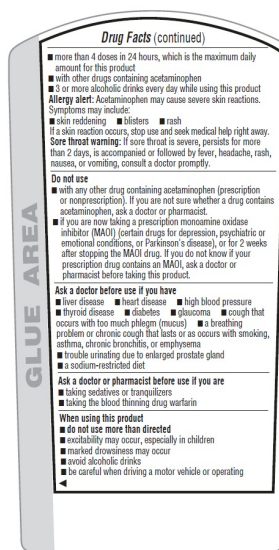 Drug Facts (continued)
■ more than 4 doses in 24 hours, which is the maximum daily
amount for this product
■ with other drugs containing acetaminophen
■ 3 or more alcoholic drinks every day while using this product
Allergy alert: Acetaminophen may cause severe skin reactions.
Symptoms may include:
■ skin reddening ■ blisters ■ rash
If a skin reaction occurs, stop use and seek medical help right away.
Sore throat warning: If sore throat is severe, persists for more
than 2 days, is accompanied or followed by fever, headache, rash,
nausea, or vomiting, consult a doctor promptly.
Do not use
■ with any other drug containing acetaminophen (prescription
or nonprescription). If you are not sure whether a drug contains
acetaminophen, ask a doctor or pharmacist.
■ if you are now taking a prescription monoamine oxidase
inhibitor (MAOI) (certain drugs for depression, psychiatric or
emotional conditions, or Parkinson's disease), or for 2 weeks
after stopping the MAOI drug. If you do not know if your
prescription drug contains an MAOI, ask a doctor or
pharmacist before taking this product.
Ask a doctor before use if you have
■ liver disease ■ heart disease ■ high blood pressure
■ thyroid disease ■ diabetes ■ glaucoma ■ cough that
occurs with too much phlegm (mucus) ■ a breathing
problem or chronic cough that lasts or as occurs with smoking,
asthma, chronic bronchitis, or emphysema
■ trouble urinating due to enlarged prostate gland
■ a sodium-restricted diet
Ask a doctor or pharmacist before use if you are
■ taking sedatives or tranquilizers
■ taking the blood thinning drug warfarin
When using this product
■ do not use more than directed
■ excitability may occur, especially in children
■ marked drowsiness may occur
■ avoid alcoholic drinks
■ be careful when driving a motor vehicle or operating
GLUE AREA